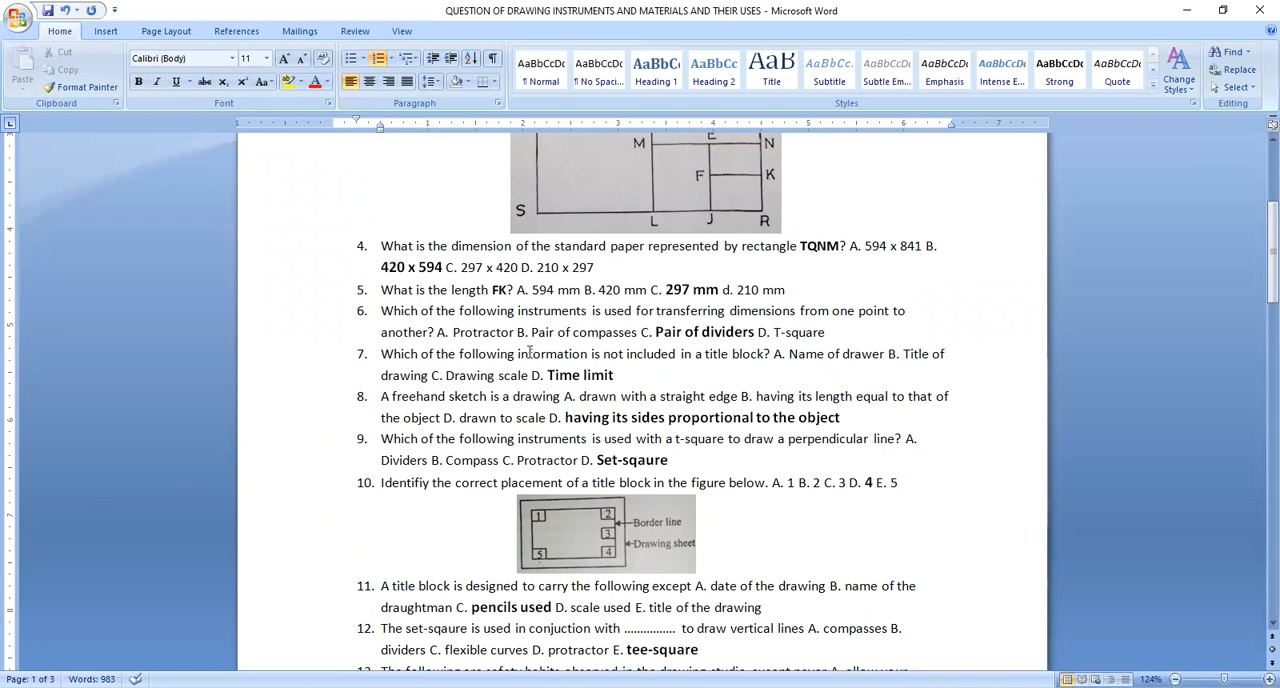 QUESTION OF DRAWING INSTRUMENTS AND MATERIALS AND THEIR USES - Microsoft Word
Home Insert Page Layout References Mailings Review View
Cut
Copy
Format Painter
Paste
Clipboard
Calibri (Body) 11
Font
Paragraph
AaBbCcDc AaBbCcDc AaBbC AaBbCc AaB AaBbCc. AaBbCcDc AaBbCcDc AaBbCcDc AaBbCcDc AaBbCcDc
¶ Normal ¶ No Spaci... Heading 1 Heading 2 Title Subtitle Subtle Em... Emphasis Intense E... Strong Quote
Styles
Change Styles
Find
Replace
Select
Editing
1 1 2 3 4 5 6 7
M E N
F K
S
L J R
4. What is the dimension of the standard paper represented by rectangle TQNM? A. 594 x 841 B.
420 x 594 C. 297 x 420 D. 210 x 297
5. What is the length FK? A. 594 mm B. 420 mm C. 297 mm d. 210 mm
6. Which of the following instruments is used for transferring dimensions from one point to
another? A. Protractor B. Pair of compasses C. Pair of dividers D. T-square
7. Which of the following information is not included in a title block? A. Name of drawer B. Title of
drawing C. Drawing scale D. Time limit
8. A freehand sketch is a drawing A. drawn with a straight edge B. having its length equal to that of
the object D. drawn to scale D. having its sides proportional to the object
9. Which of the following instruments is used with a t-square to draw a perpendicular line? A.
Dividers B. Compass C. Protractor D. Set-sqaure
10. Identifiy the correct placement of a title block in the figure below. A. 1 B. 2 C. 3 D. 4 E. 5
1 2
Border line
3
Drawing sheet
5 4
11. A title block is designed to carry the following except A. date of the drawing B. name of the
draughtman C. pencils used D. scale used E. title of the drawing
12. The set-sqaure is used in conjuction with ................ to draw vertical lines A. compasses B.
dividers C. flexible curves D. protractor E. tee-square
Page: 1 of 3 Words: 983
124%